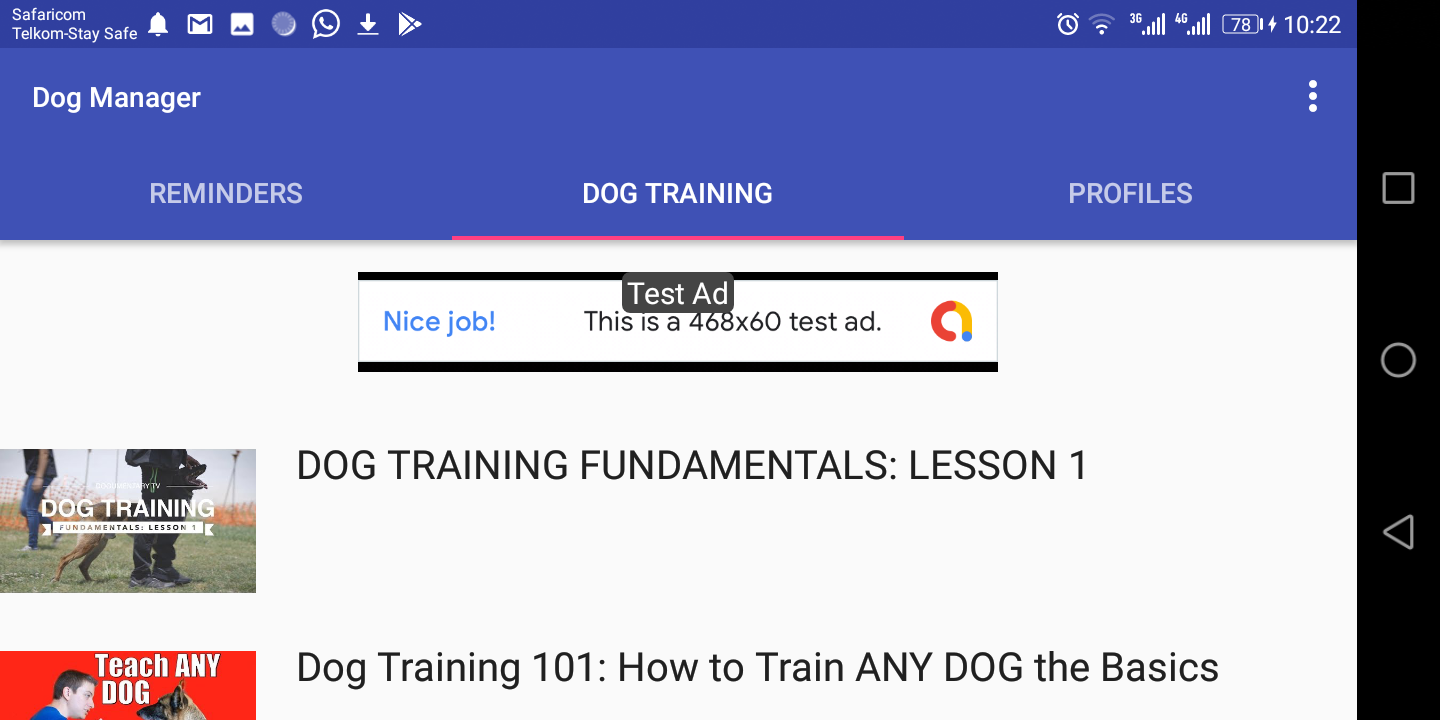 Safaricom
Telkom-Stay Safe
3G
4G
78
10:22
Dog Manager
REMINDERS
DOG TRAINING
PROFILES
Test Ad
Nice job!
This is a 468x60 test ad.
DOG TRAINING FUNDAMENTALS: LESSON 1
DOG TRAINING
FUNDAMENTALS: LESSON 1
Dog Training 101: How to Train ANY DOG the Basics
Teach ANY
DOG